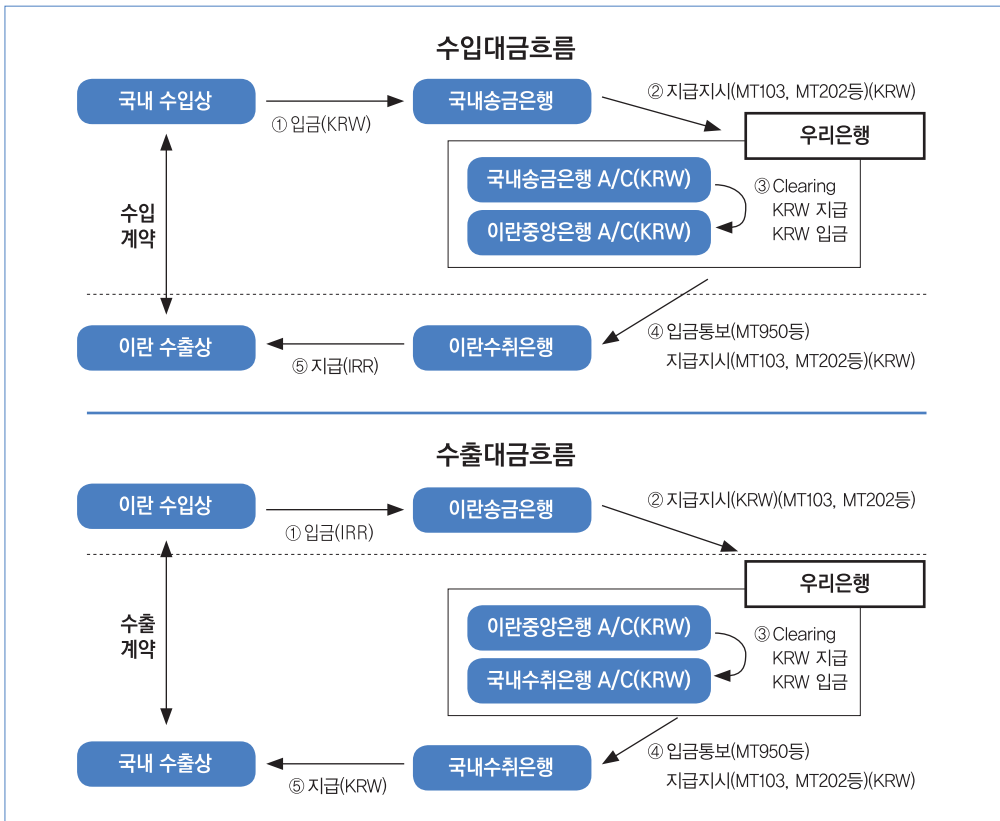 수입대금흐름
국내 수입상
① 입금(KRW)
국내송금은행
② 지급지시(MT103, MT202등)(KRW)
우리은행
국내송금은행 A/C(KRW)
이란중앙은행 A/C(KRW)
③ Clearing
KRW 지급
KRW 입금
수입
계약
이란 수출상
⑤ 지급(IRR)
이란수취은행
④ 입금통보(MT950등)
지급지시(MT103, MT202등)(KRW)
수출대금흐름
이란 수입상
① 입금(IRR)
이란송금은행
② 지급지시(KRW)(MT103, MT202등)
우리은행
이란중앙은행 A/C(KRW)
국내수취은행 A/C(KRW)
③ Clearing
KRW 지급
KRW 입금
수출
계약
국내 수출상
⑤ 지급(KRW)
국내수취은행
④ 입금통보(MT950등)
지급지시(MT103, MT202등)(KRW)